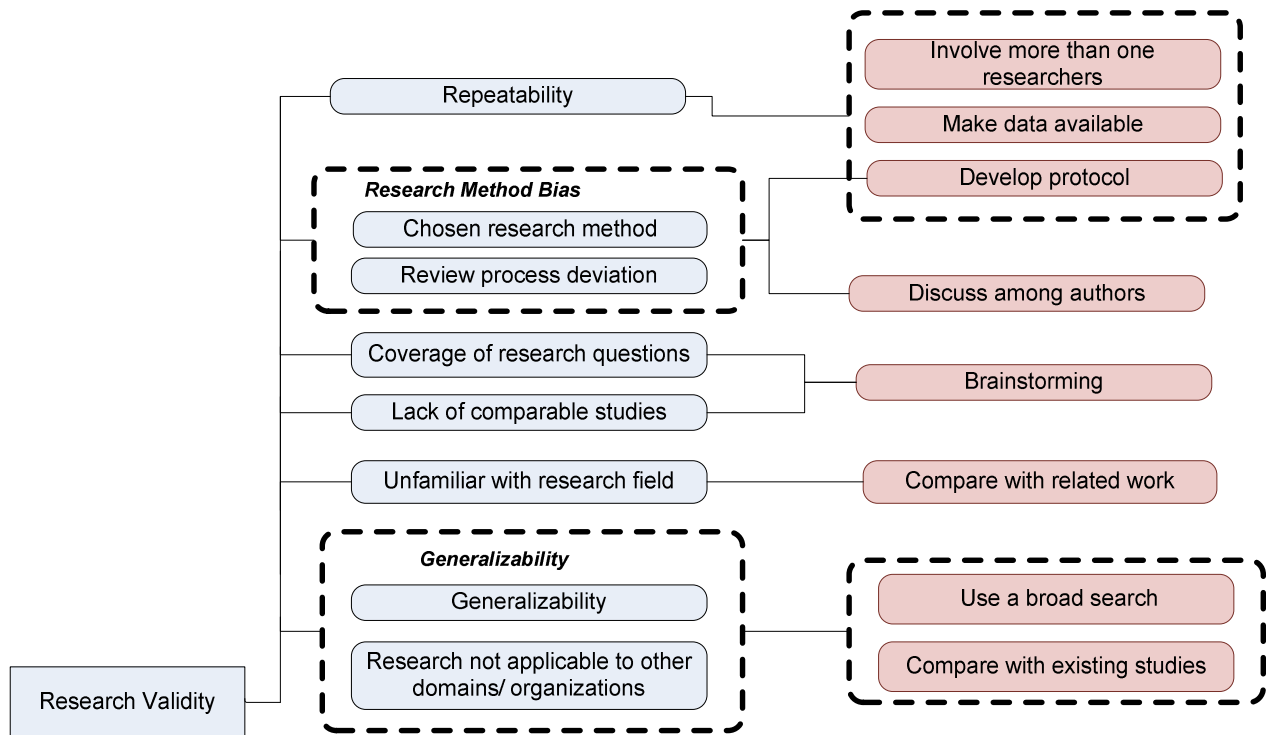 Involve more than one
researchers
Repeatability
Make data available
Develop protocol
Research Method Bias
Chosen research method
Review process deviation
Discuss among authors
Coverage of research questions
Brainstorming
Lack of comparable studies
Unfamiliar with research field
Compare with related work
Generalizability
Generalizability
Use a broad search
Research not applicable to other
domains/ organizations
Compare with existing studies
Research Validity